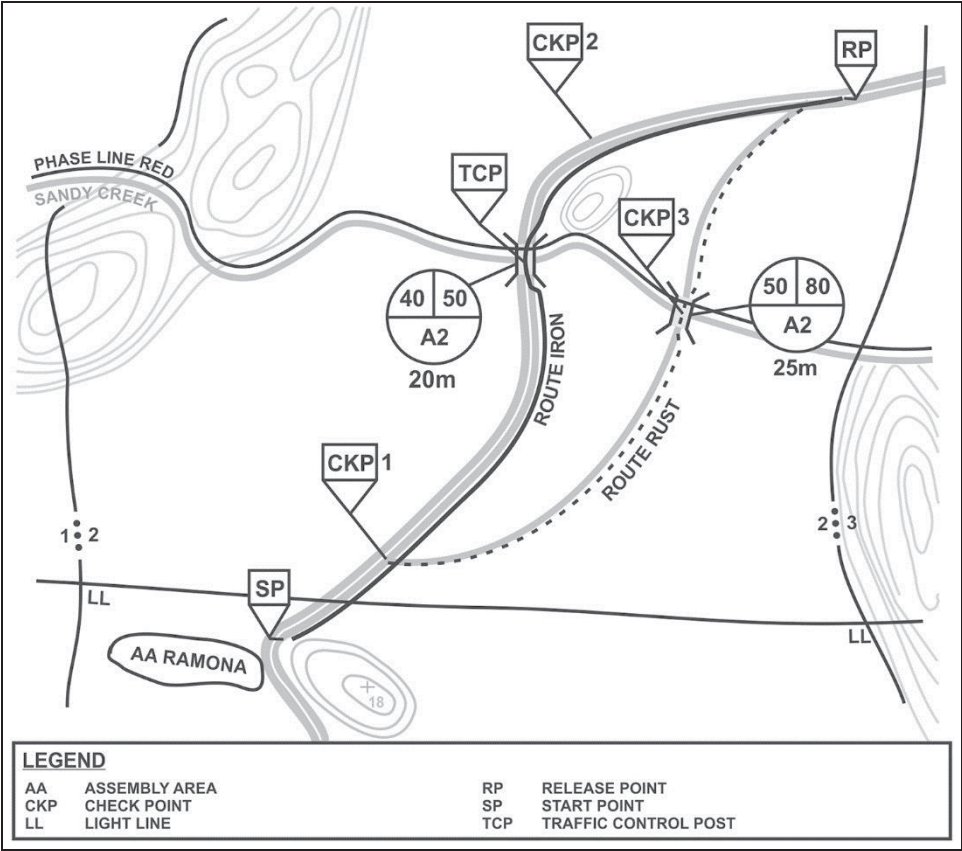 CKP 2
RP
PHASE LINE RED
SANDY CREEK
TCP
CKP 3
40 50
A2
20m
50 80
A2
25m
ROUTE IRON
ROUTE RUST
CKP 1
1 2
2 3
SP
LL
LL
AA RAMONA
18
LEGEND
AA ASSEMBLY AREA
CKP CHECK POINT
LL LIGHT LINE
RP RELEASE POINT
SP START POINT
TCP TRAFFIC CONTROL POST